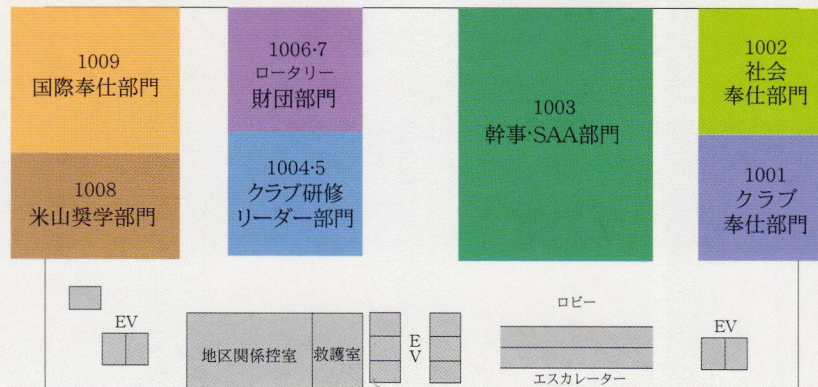 1009
国際奉仕部門
1008
米山奨学部門
1006·7
ロータリー
財団部門
1004·5
クラブ研修
リーダー部門
1003
幹事·SAA部門
1002
社会
奉仕部門
1001
クラブ
奉仕部門
EV
地区関係控室
救護室
EV
ロビー
エスカレーター
EV